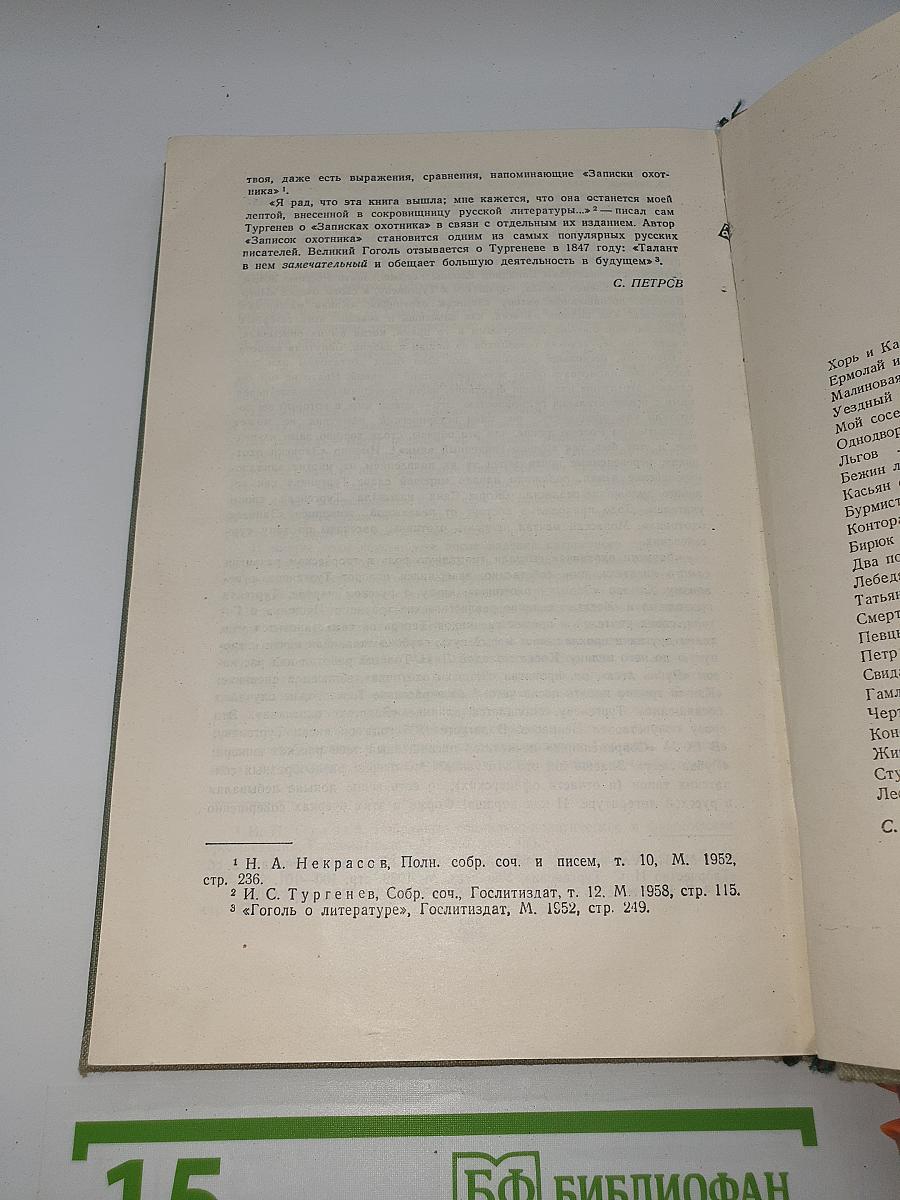 твоя, даже есть выражения, сравнения, напоминающие «Записки охот-
ника» ¹.
«Я рад, что эта книга вышла; мне кажется, что она останется моей
лептой, внесенной в сокровищницу русской литературы...» ² — писал сам
Тургенев о «Записках охотника» в связи с отдельным их изданием. Автор
«Записок охотника» становится одним из самых популярных русских
писателей. Великий Гоголь отзывается о Тургеневе в 1847 году: «Талант
в нем замечательный и обещает большую деятельность в будущем» ³.
С. ПЕТРОВ
¹ Н. А. Некрасов, Полн. собр. соч. и писем, т. 10, М. 1952,
стр. 236.
² И. С. Тургенев, Собр. соч., Гослитиздат, т. 12. М. 1958, стр. 115.
³ «Гоголь о литературе», Гослитиздат, М. 1952, стр. 249.
Хорь и Ка
Ермолай и
Малиновая
Уездный
Мой сосе
Однодвор
Льгов -
Бежин л
Касьян
Бурмист
Контора
Бирюк
Два по
Лебедя
Татьян
Смерт
Певцы
Петр
Свида
Гамл
Черт
Кон
Жи
Сту
Лес
С.
15
БФ БИБЛИОФАН